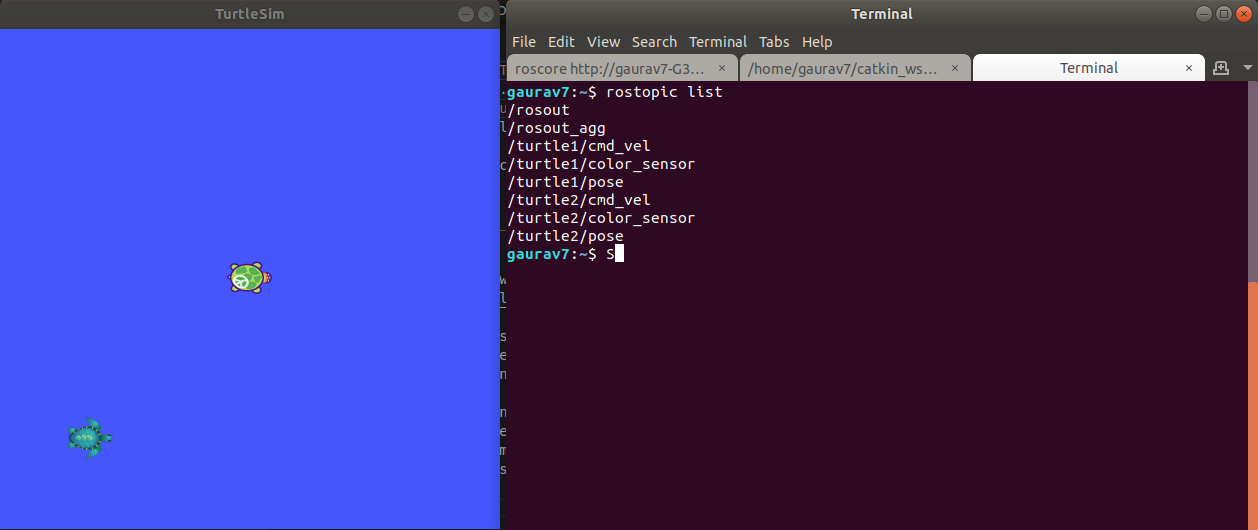 TurtleSim
Terminal
File Edit View Search Terminal Tabs Help
roscore http://gaurav7-G3... × /home/gaurav7/catkin_ws... × Terminal ×
gaurav7:~$ rostopic list
/rosout
/rosout_agg
/turtle1/cmd_vel
/turtle1/color_sensor
/turtle1/pose
/turtle2/cmd_vel
/turtle2/color_sensor
/turtle2/pose
gaurav7:~$ S